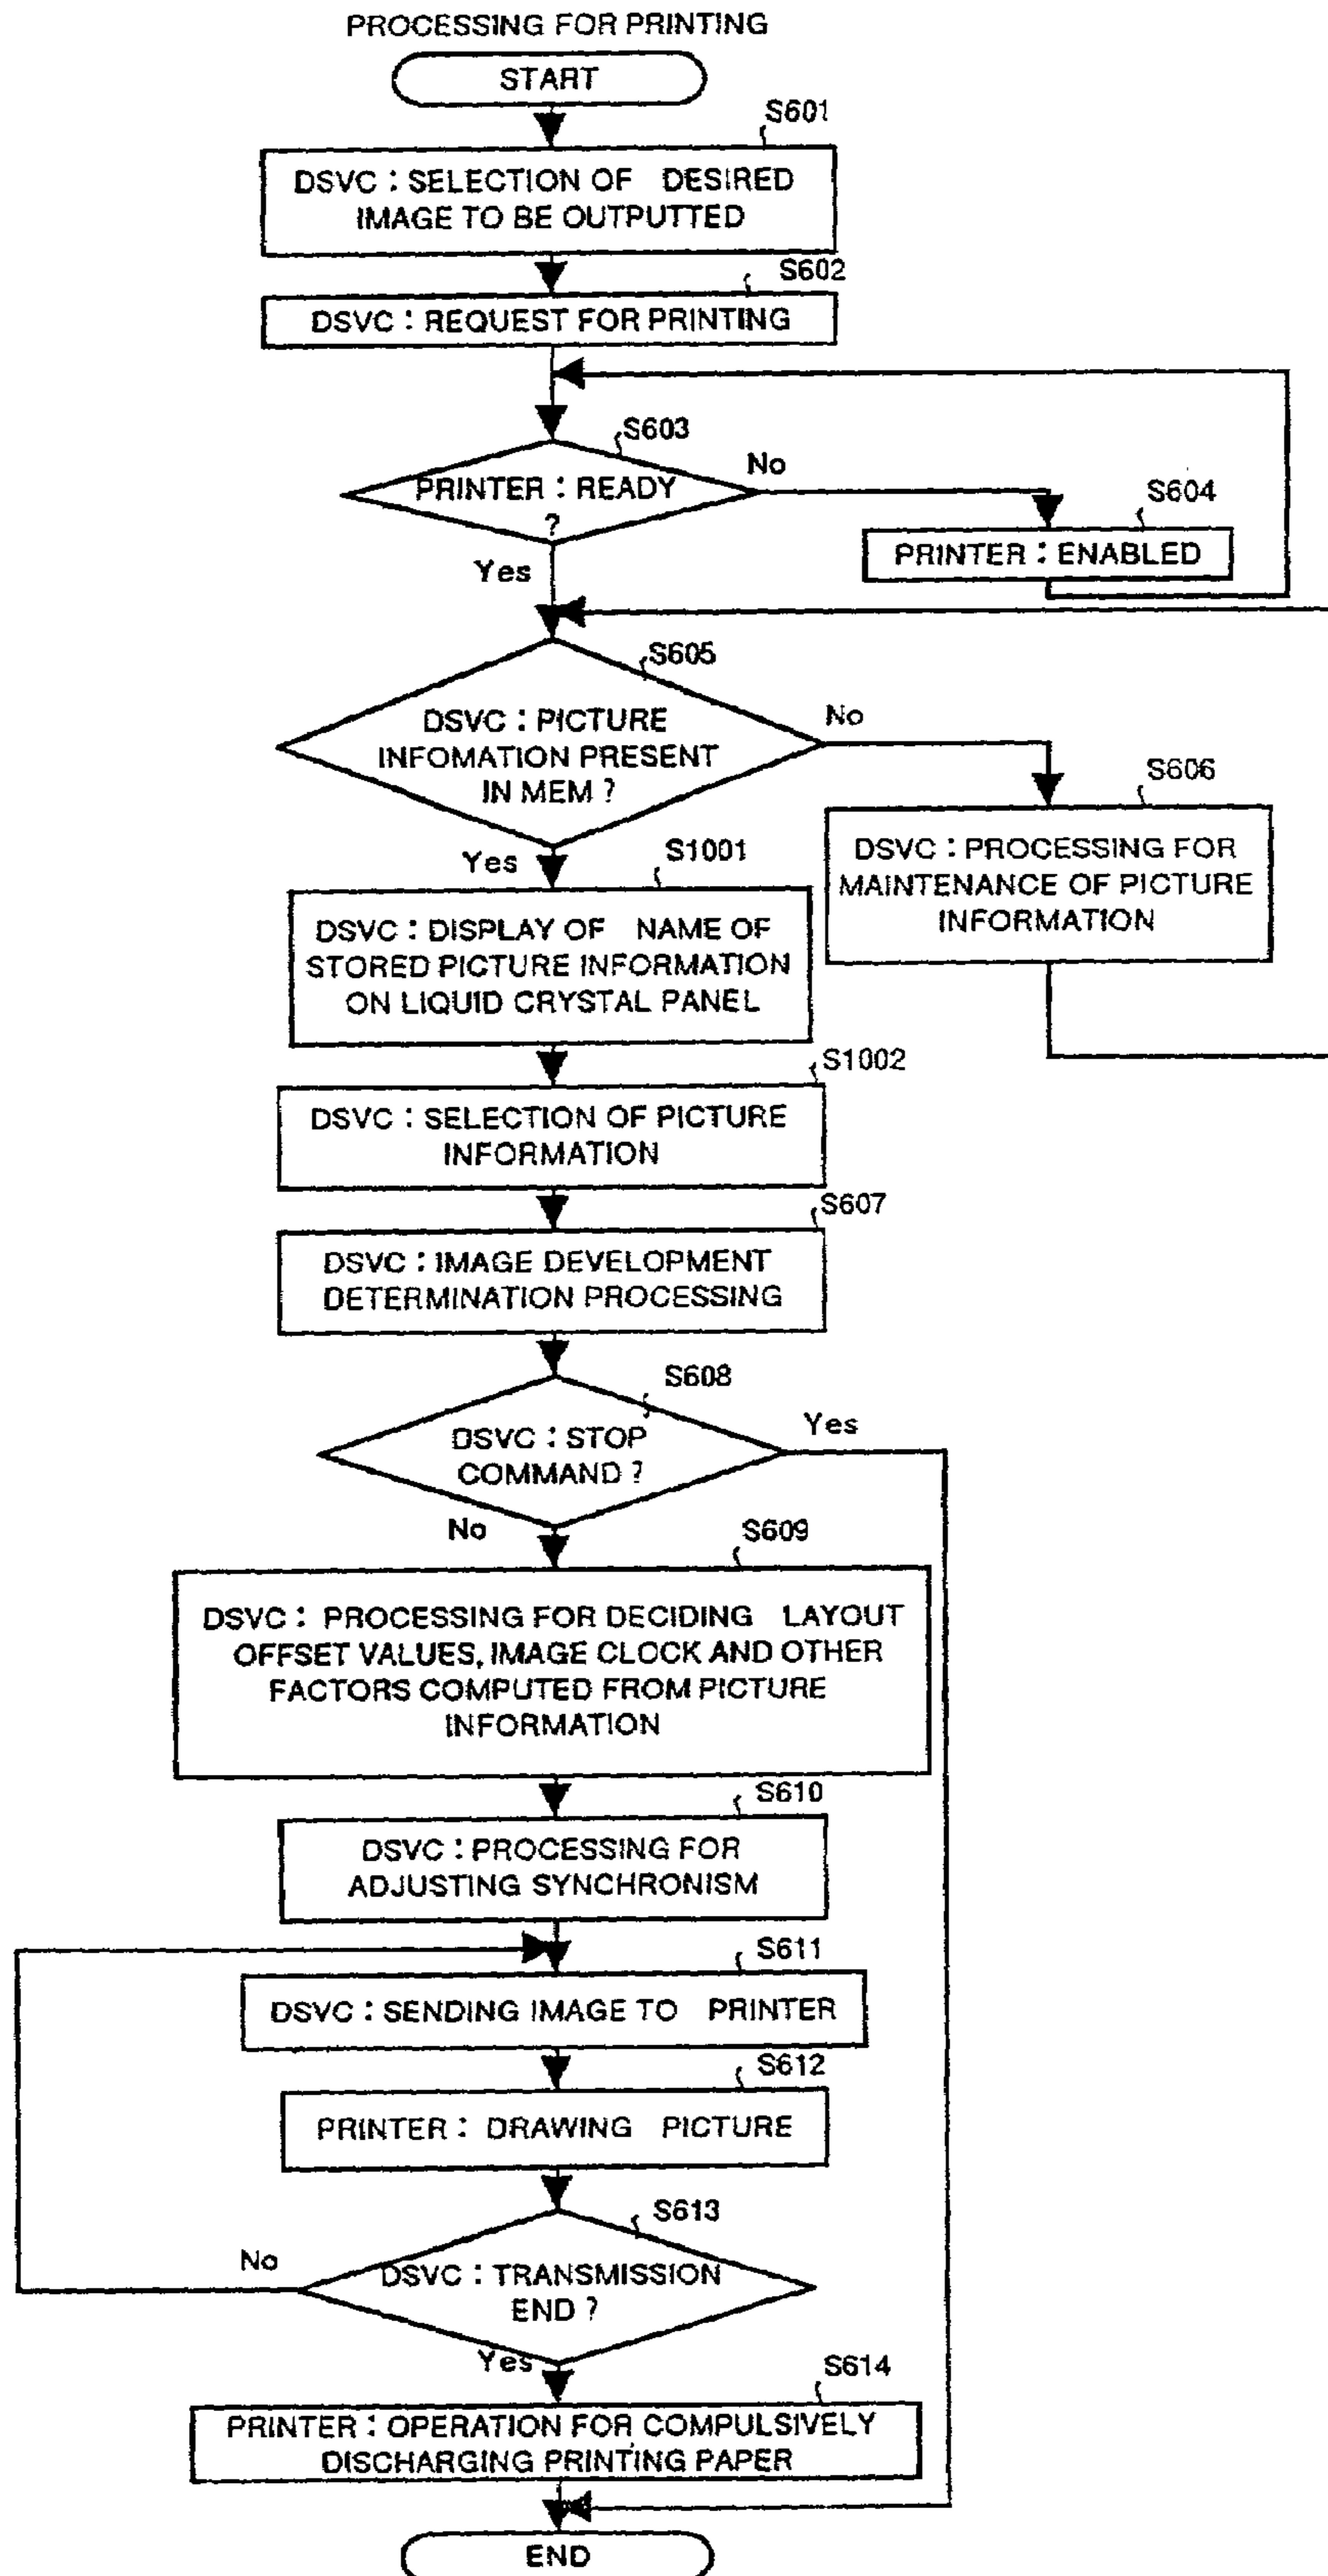 PROCESSING FOR PRINTING
START
S601
DSVC : SELECTION OF DESIRED
IMAGE TO BE OUTPUTTED
S602
DSVC : REQUEST FOR PRINTING
S603
PRINTER : READY
?
No
Yes
S604
PRINTER : ENABLED
S605
DSVC : PICTURE
INFOMATION PRESENT
IN MEM ?
No
Yes
S606
DSVC : PROCESSING FOR
MAINTENANCE OF PICTURE
INFORMATION
S1001
DSVC : DISPLAY OF NAME OF
STORED PICTURE INFORMATION
ON LIQUID CRYSTAL PANEL
S1002
DSVC : SELECTION OF PICTURE
INFORMATION
S607
DSVC : IMAGE DEVELOPMENT
DETERMINATION PROCESSING
S608
DSVC : STOP
COMMAND ?
Yes
No
S609
DSVC : PROCESSING FOR DECIDING LAYOUT
OFFSET VALUES, IMAGE CLOCK AND OTHER
FACTORS COMPUTED FROM PICTURE
INFORMATION
S610
DSVC : PROCESSING FOR
ADJUSTING SYNCHRONISM
S611
DSVC : SENDING IMAGE TO PRINTER
S612
PRINTER : DRAWING PICTURE
S613
DSVC : TRANSMISSION
END ?
No
Yes
S614
PRINTER : OPERATION FOR COMPULSIVELY
DISCHARGING PRINTING PAPER
END